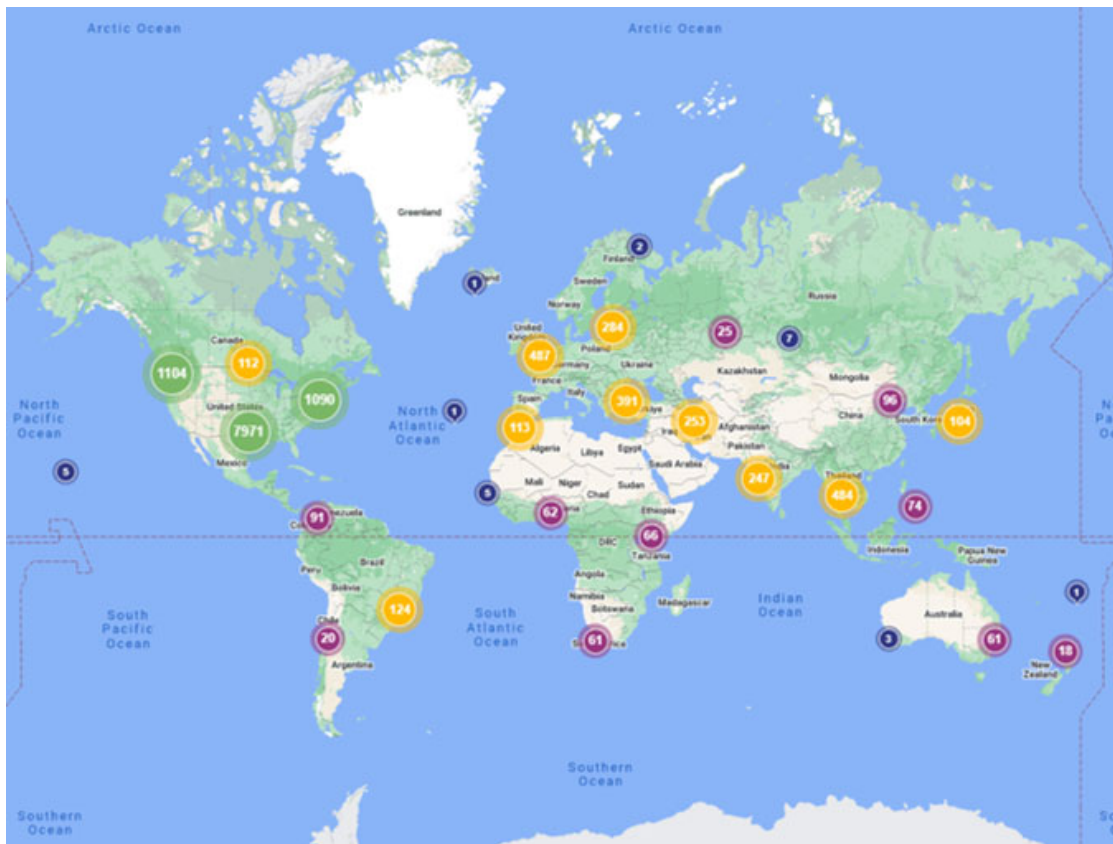 Arctic Ocean
Arctic Ocean
Greenland
2
Finland
1
Sweden
Russia
Norway
United
284
25
7
Canada
487
Poland
112
Ukraine
Kazakhstan
1104
France
Mongolia
Italy
391
96
1090
Spain
China
South
North
Pacific
Ocean
United States
North
Atlantic
Ocean
1
113
253
Afghanistan
104
7971
Algeria
Libya
Egypt
Pakistan
Mexico
Saudi Arabia
5
247
Thailand
484
Mali
Niger
Chad
Sudan
5
91
62
Ethiopia
74
66
DRC
Tanzania
Indonesia
Papua New
Guinea
Peru
Brazil
Angola
Bolivia
Namibia
Madagascar
Indian
Ocean
1
Botswana
124
South
Pacific
Ocean
South
Atlantic
Ocean
Australia
Chile
20
61
3
61
18
New
Zealand
Argentina
Southern
Ocean
Southern
Ocean